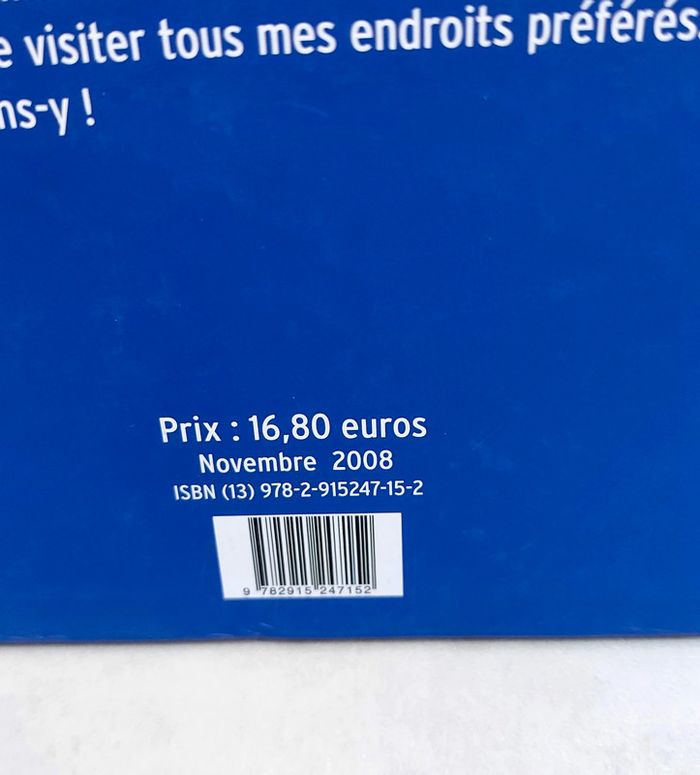 visiter tous mes endroits préférés
-y !
Prix : 16,80 euros
Novembre 2008
ISBN (13) 978-2-915247-15-2
9 782915 247152